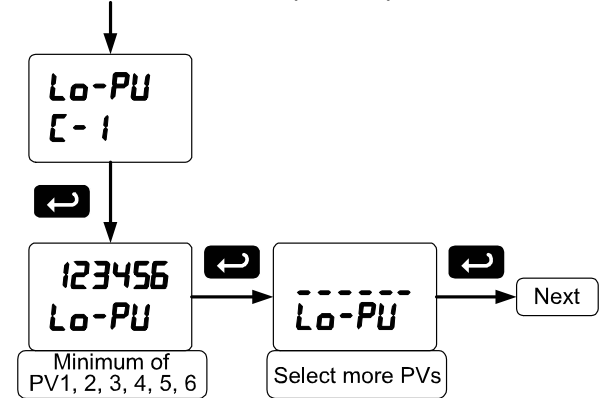 Lo-PV
C-1
123456
Lo-PV
Minimum of
PV1, 2, 3, 4, 5, 6
------
Lo-PV
Select more PVs
Next